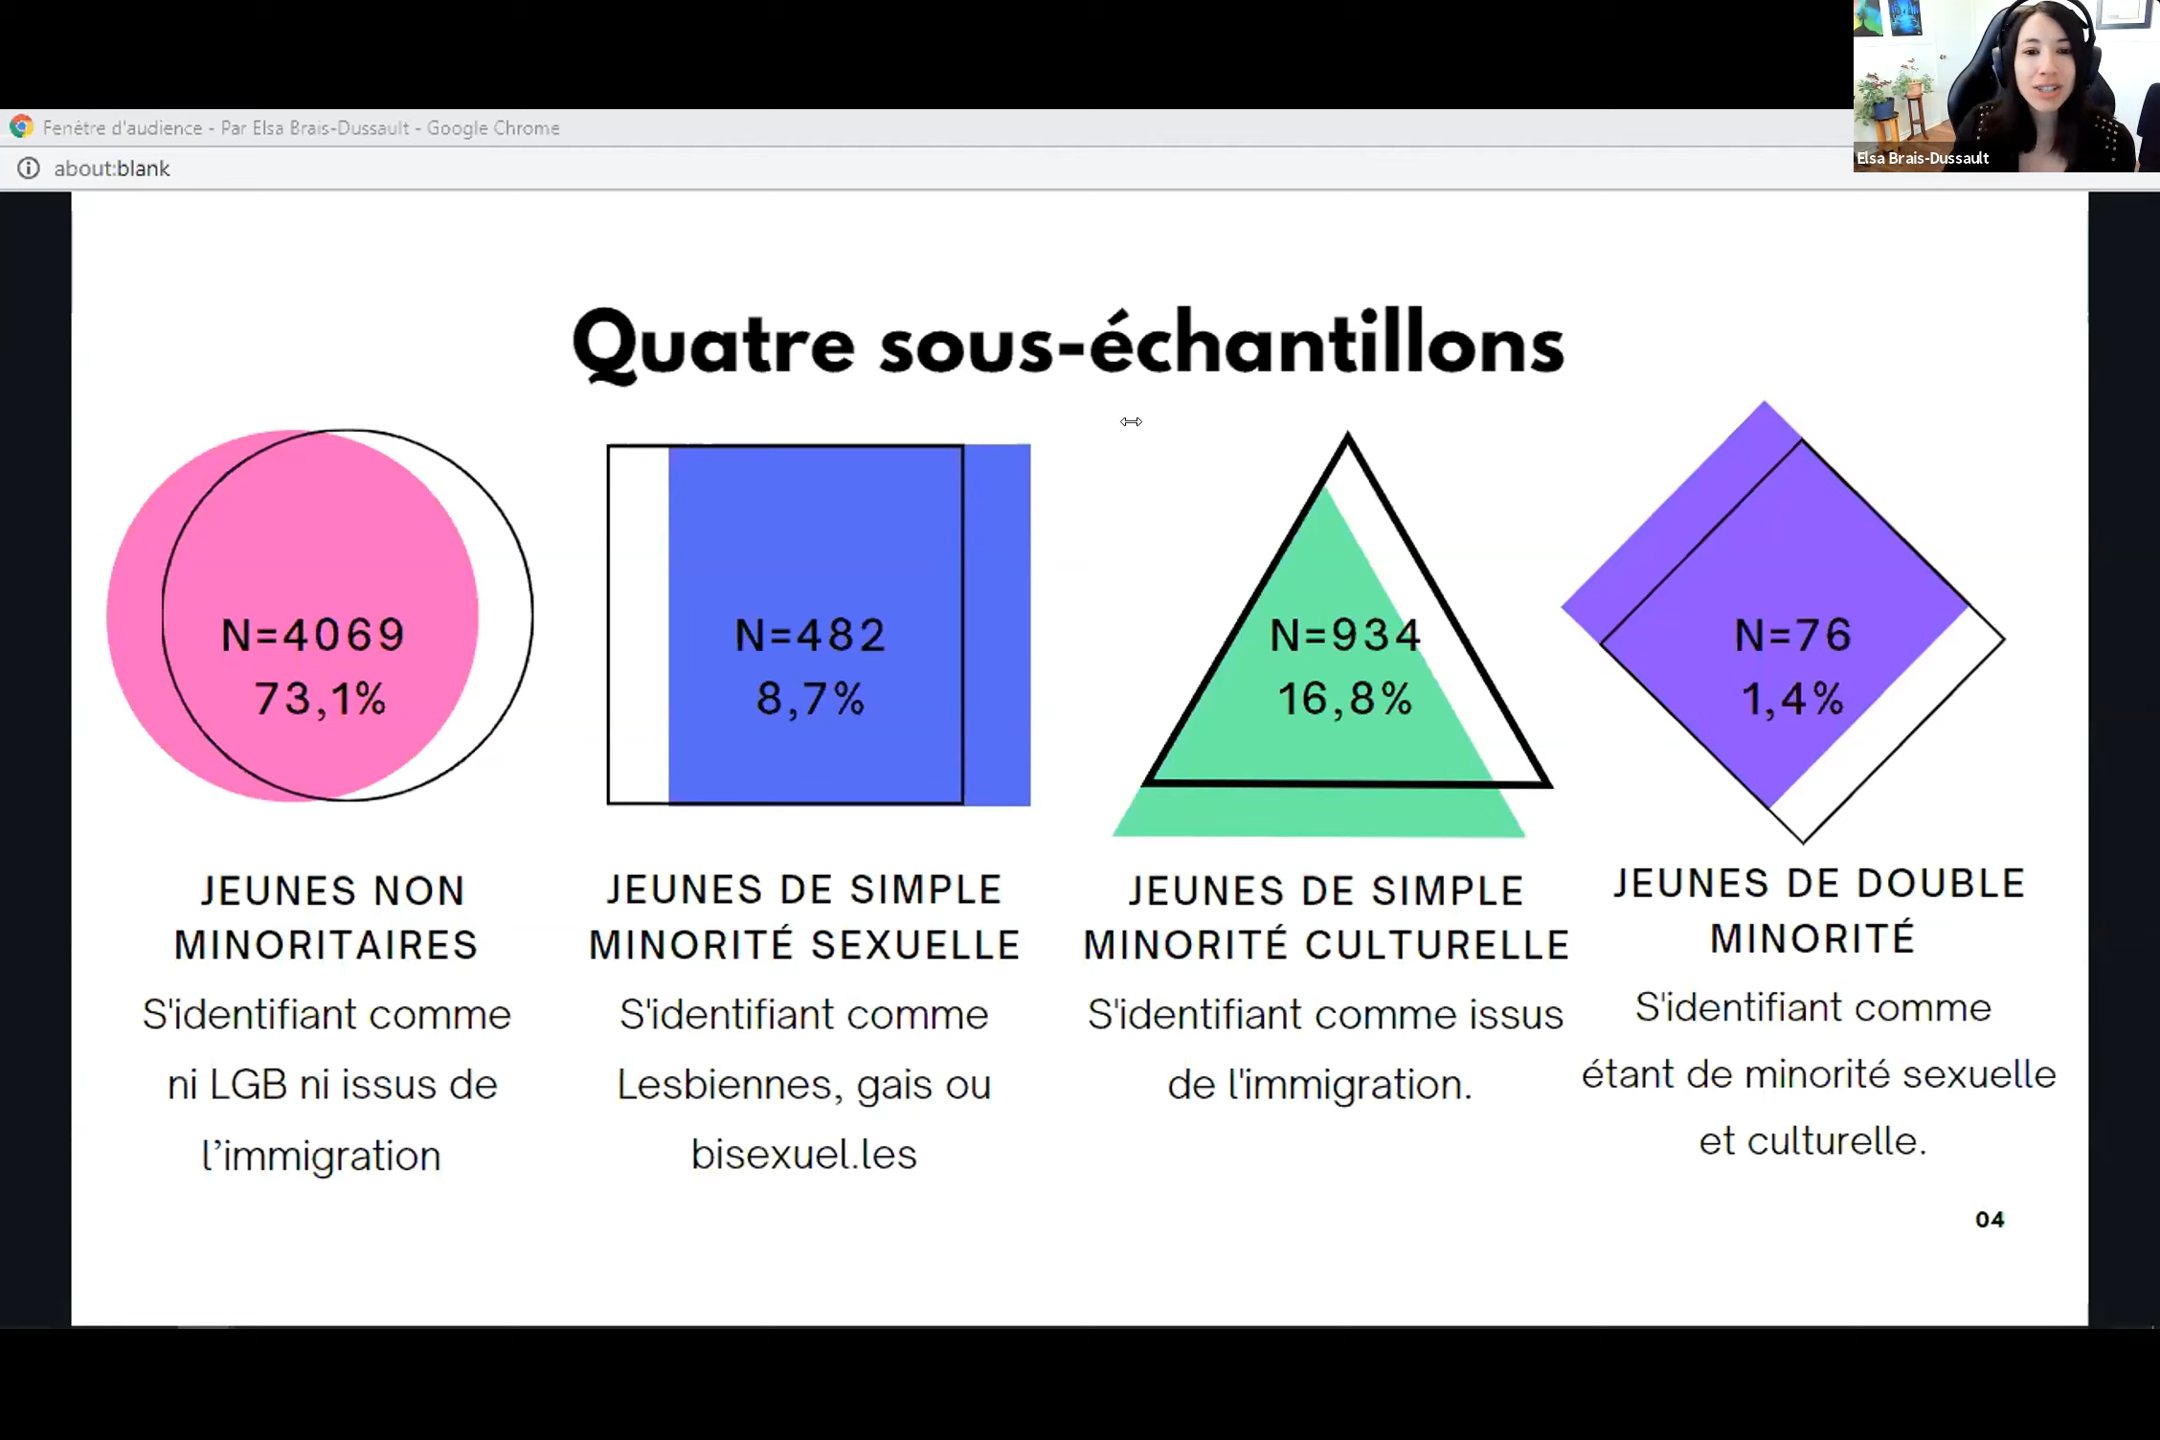 Elsa Brais-Dussault
Fenêtre d'audience - Par Elsa Brais-Dussault - Google Chrome
about:blank
Quatre sous-échantillons
N=4069
73,1%
JEUNES NON
MINORITAIRES
S'identifiant comme
ni LGB ni issus de
l’immigration
N=482
8,7%
JEUNES DE SIMPLE
MINORITÉ SEXUELLE
S'identifiant comme
Lesbiennes, gais ou
bisexuel.les
N=934
16,8%
JEUNES DE SIMPLE
MINORITÉ CULTURELLE
S'identifiant comme issus
de l'immigration.
N=76
1,4%
JEUNES DE DOUBLE
MINORITÉ
S'identifiant comme
étant de minorité sexuelle
et culturelle.
04